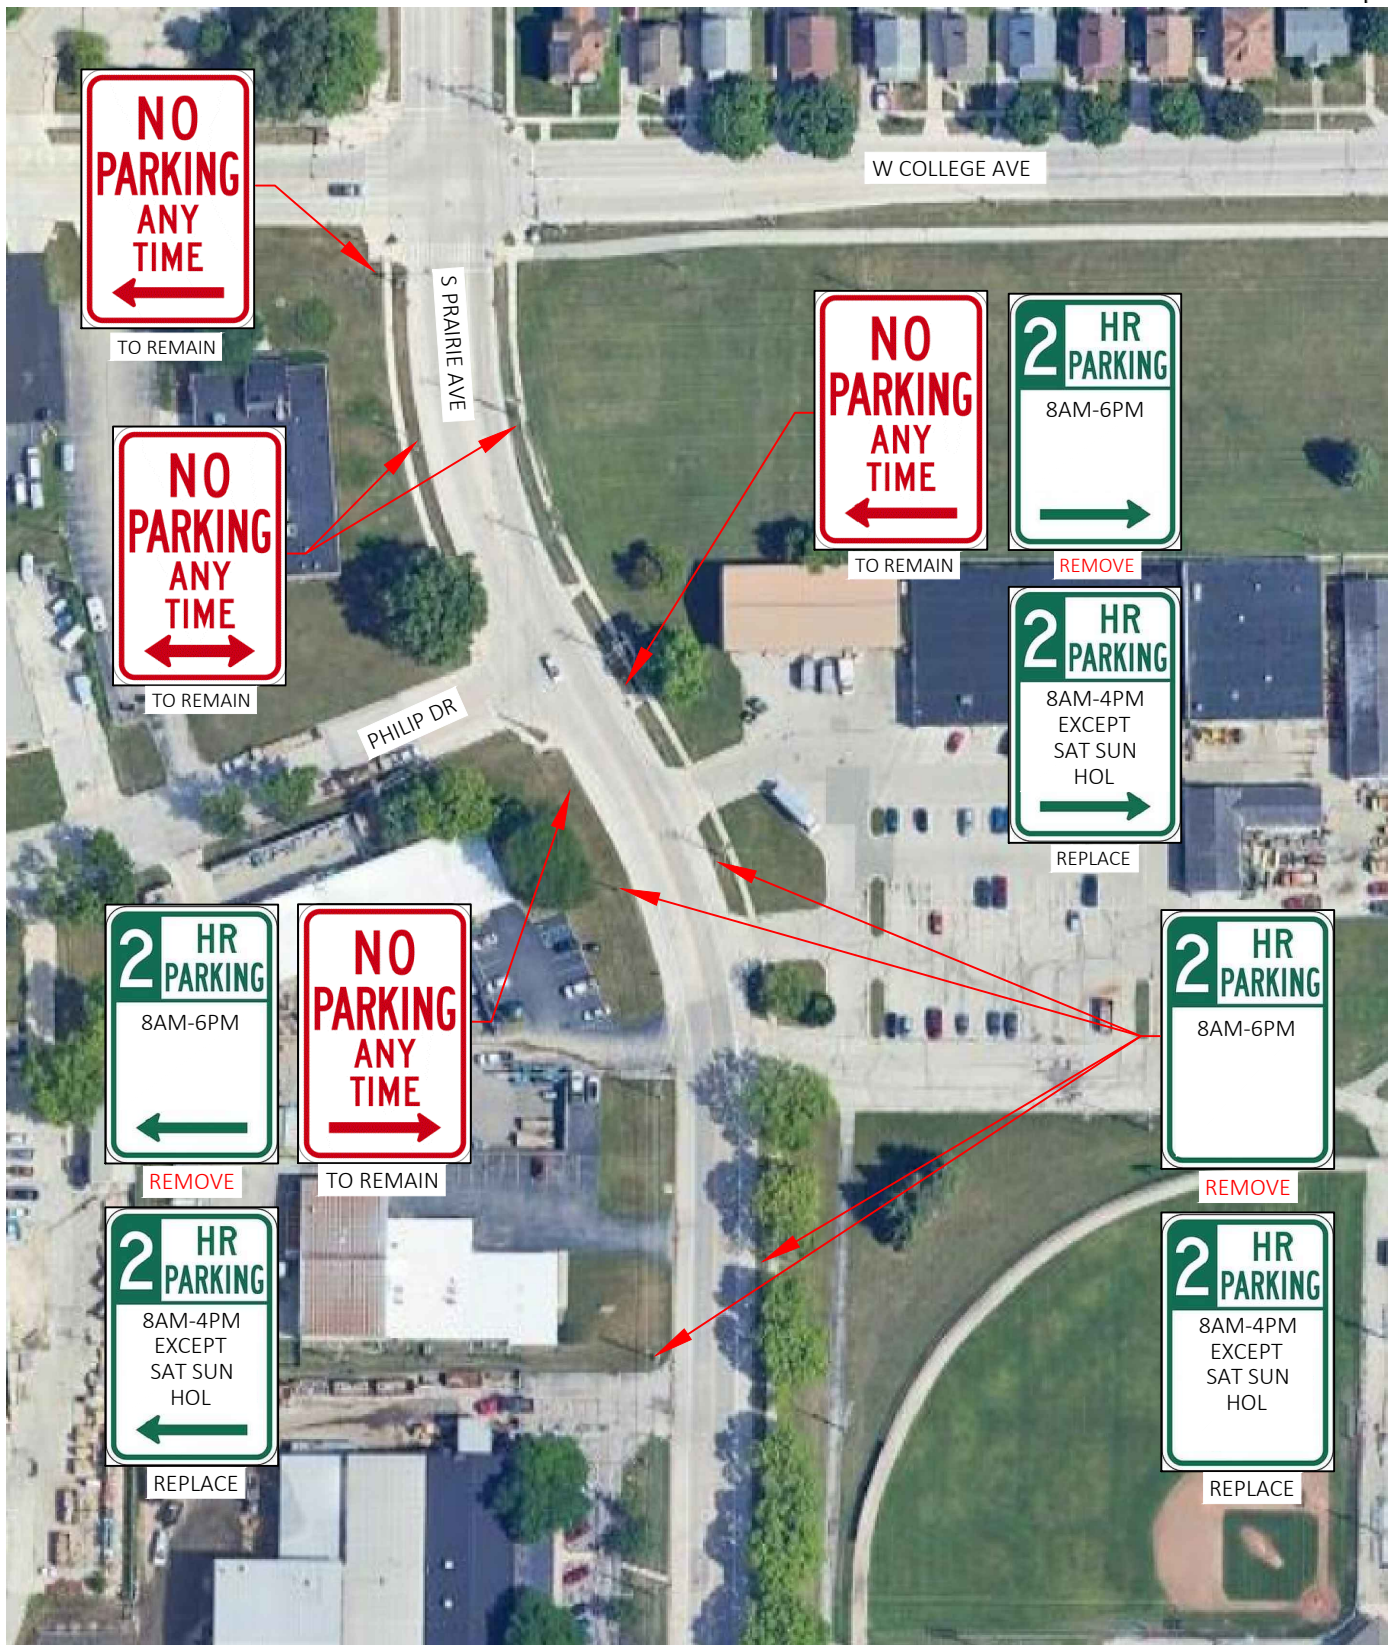 W COLLEGE AVE
S PRAIRIE AVE
PHILIP DR
NO
PARKING
ANY
TIME
TO REMAIN
NO
PARKING
ANY
TIME
TO REMAIN
NO
PARKING
ANY
TIME
TO REMAIN
2 HR
PARKING
8AM-6PM
REMOVE
2 HR
PARKING
8AM-4PM
EXCEPT
SAT SUN
HOL
REPLACE
2 HR
PARKING
8AM-6PM
REMOVE
NO
PARKING
ANY
TIME
TO REMAIN
2 HR
PARKING
8AM-4PM
EXCEPT
SAT SUN
HOL
REPLACE
2 HR
PARKING
8AM-6PM
REMOVE
2 HR
PARKING
8AM-4PM
EXCEPT
SAT SUN
HOL
REPLACE